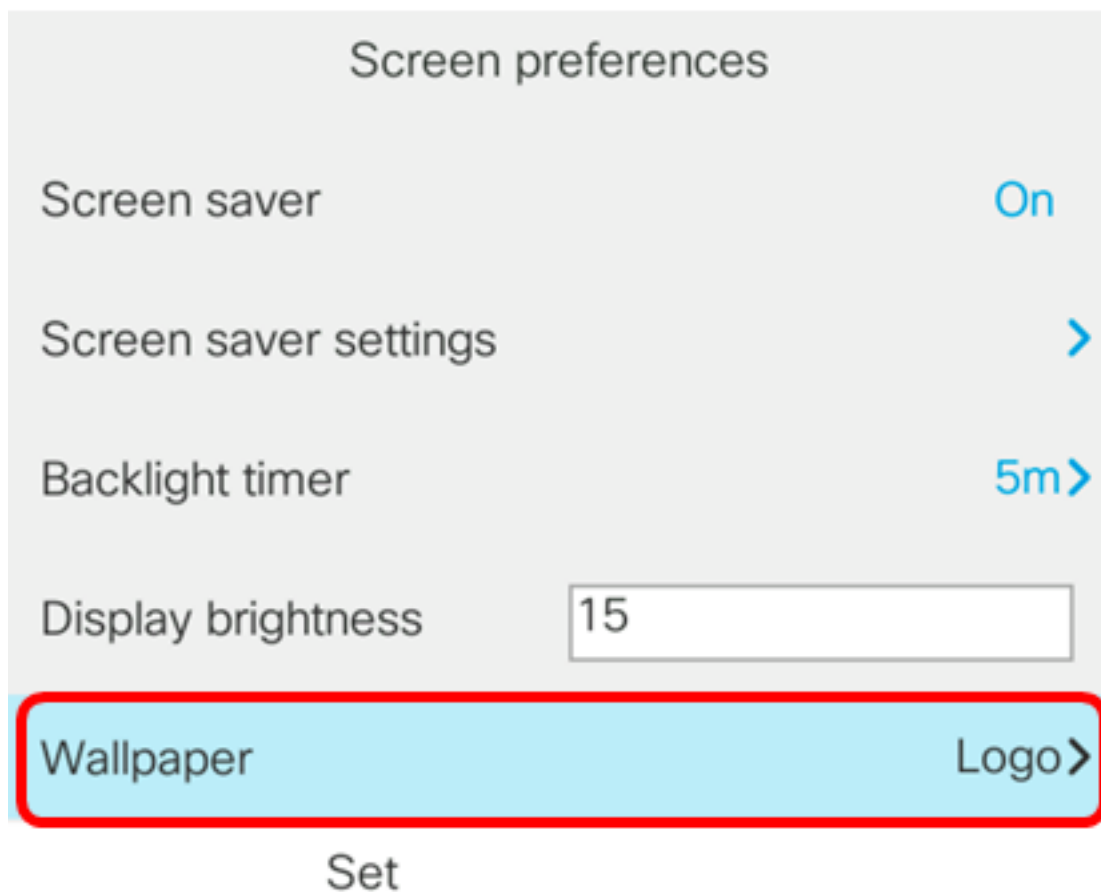 Screen preferences
Screen saver On
Screen saver settings
Backlight timer 5m
Display brightness 15
Wallpaper Logo
Set